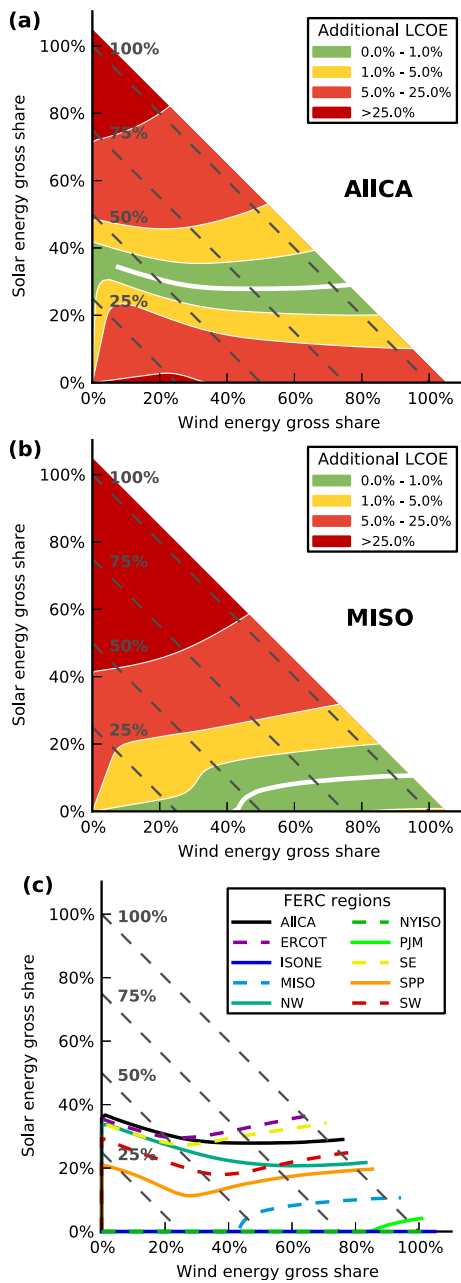 (a)
Additional LCOE
0.0% - 1.0%
1.0% - 5.0%
5.0% - 25.0%
>25.0%
AllCA
100%
75%
50%
25%
Solar energy gross share
100%
80%
60%
40%
20%
0%
0% 20% 40% 60% 80% 100%
Wind energy gross share
(b)
Additional LCOE
0.0% - 1.0%
1.0% - 5.0%
5.0% - 25.0%
>25.0%
MISO
100%
75%
50%
25%
Solar energy gross share
100%
80%
60%
40%
20%
0%
0% 20% 40% 60% 80% 100%
Wind energy gross share
(c)
FERC regions
AllCA NYISO
ERCOT PJM
ISONE SE
MISO SPP
NW SW
100%
75%
50%
25%
Solar energy gross share
100%
80%
60%
40%
20%
0%
0% 20% 40% 60% 80% 100%
Wind energy gross share